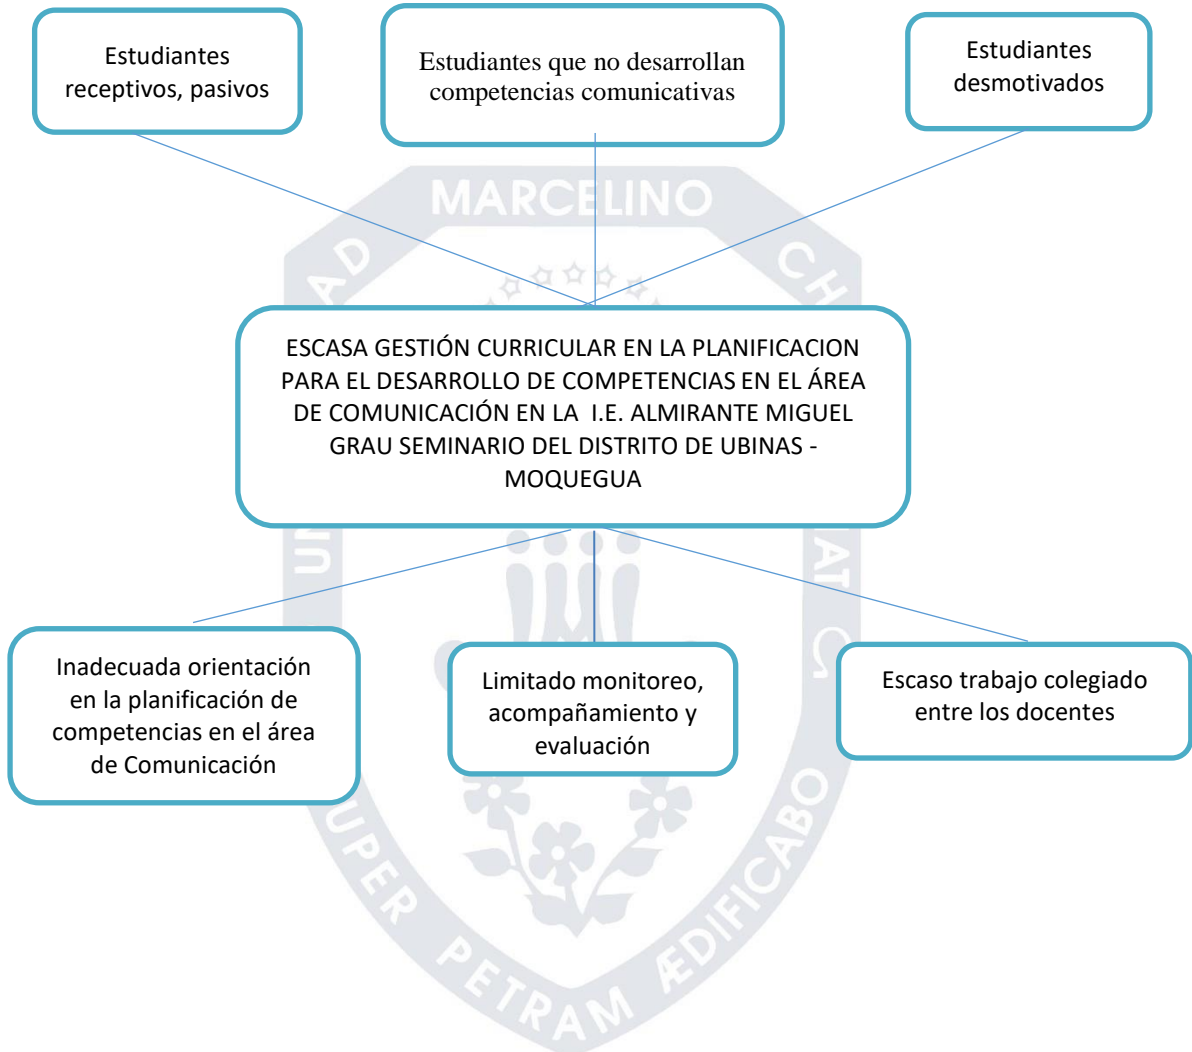 Estudiantes
receptivos, pasivos
Estudiantes que no desarrollan
competencias comunicativas
Estudiantes
desmotivados
MARCELINO
ESCASA GESTIÓN CURRICULAR EN LA PLANIFICACION
PARA EL DESARROLLO DE COMPETENCIAS EN EL ÁREA
DE COMUNICACIÓN EN LA I.E. ALMIRANTE MIGUEL
GRAU SEMINARIO DEL DISTRITO DE UBINAS -
MOQUEGUA
Inadecuada orientación
en la planificación de
competencias en el área
de Comunicación
Limitado monitoreo,
acompañamiento y
evaluación
Escaso trabajo colegiado
entre los docentes
UPER PETRAM ÆDIFICABO